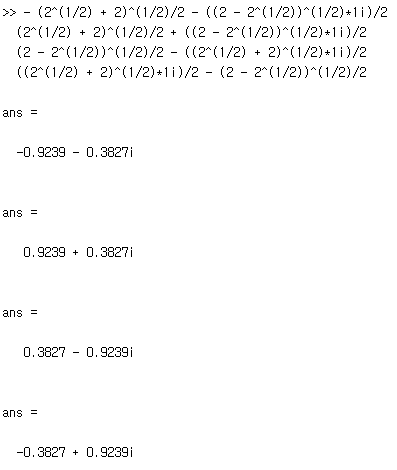 >> - (2^(1/2) + 2)^(1/2)/2 - ((2 - 2^(1/2))^(1/2)*1i)/2
(2^(1/2) + 2)^(1/2)/2 + ((2 - 2^(1/2))^(1/2)*1i)/2
(2 - 2^(1/2))^(1/2)/2 - ((2^(1/2) + 2)^(1/2)*1i)/2
((2^(1/2) + 2)^(1/2)*1i)/2 - (2 - 2^(1/2))^(1/2)/2
ans =
-0.9239 - 0.3827i
ans =
0.9239 + 0.3827i
ans =
0.3827 - 0.9239i
ans =
-0.3827 + 0.9239i